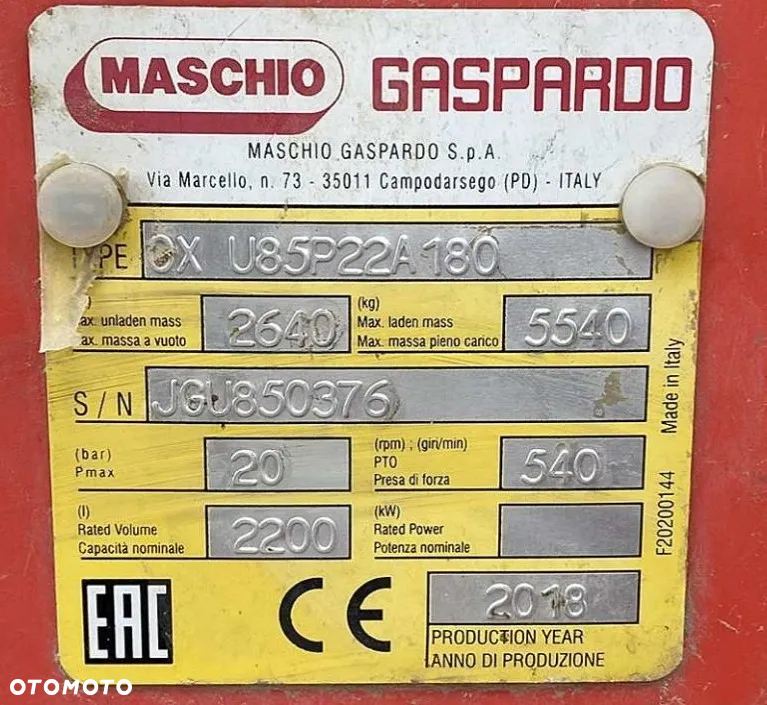 MASCHIO GASPARDO
MASCHIO GASPARDO S.p.A.
Via Marcello, n. 73 - 35011 Campodarsego (PD) - ITALY
U85P22A180
unladen mass 2640
massa a vuoto
(kg)
Max. laden mass 5540
Max. massa pieno carico
S/N JGU850376
(bar)
Pmax 20
(rpm) ; (giri/min)
PTO 540
Presa di forza
(l)
Rated Volume 2200
Capacità nominale
(kW)
Rated Power
Potenza nominale
Made in Italy
F20200144
EAC CE
2018
PRODUCTION YEAR
ANNO DI PRODUZIONE
OTOMOTO